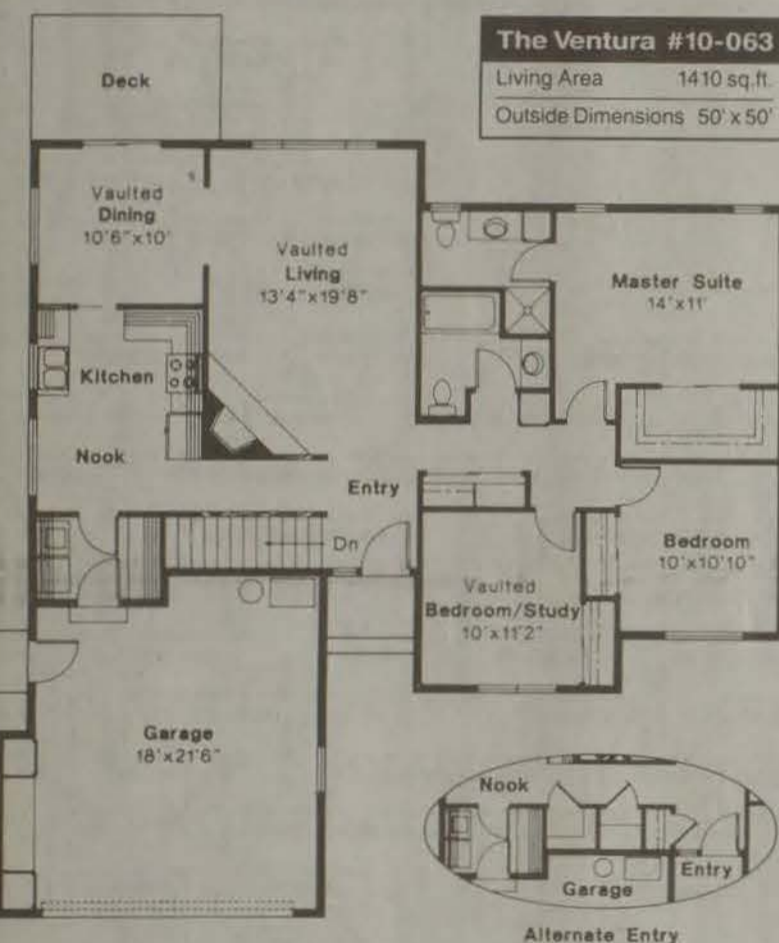 The Ventura #10-063
Living Area 1410 sq.ft.
Outside Dimensions 50' x 50'
Deck
Vaulted
Dining
10'6"x10'
Vaulted
Living
13'4"x19'8"
Master Suite
14'x11'
Kitchen
Nook
Entry
Dn
Bedroom
10'x10'10"
Vaulted
Bedroom/Study
10'x11'2"
Garage
18'x21'6"
Nook
Entry
Garage
Alternate Entry